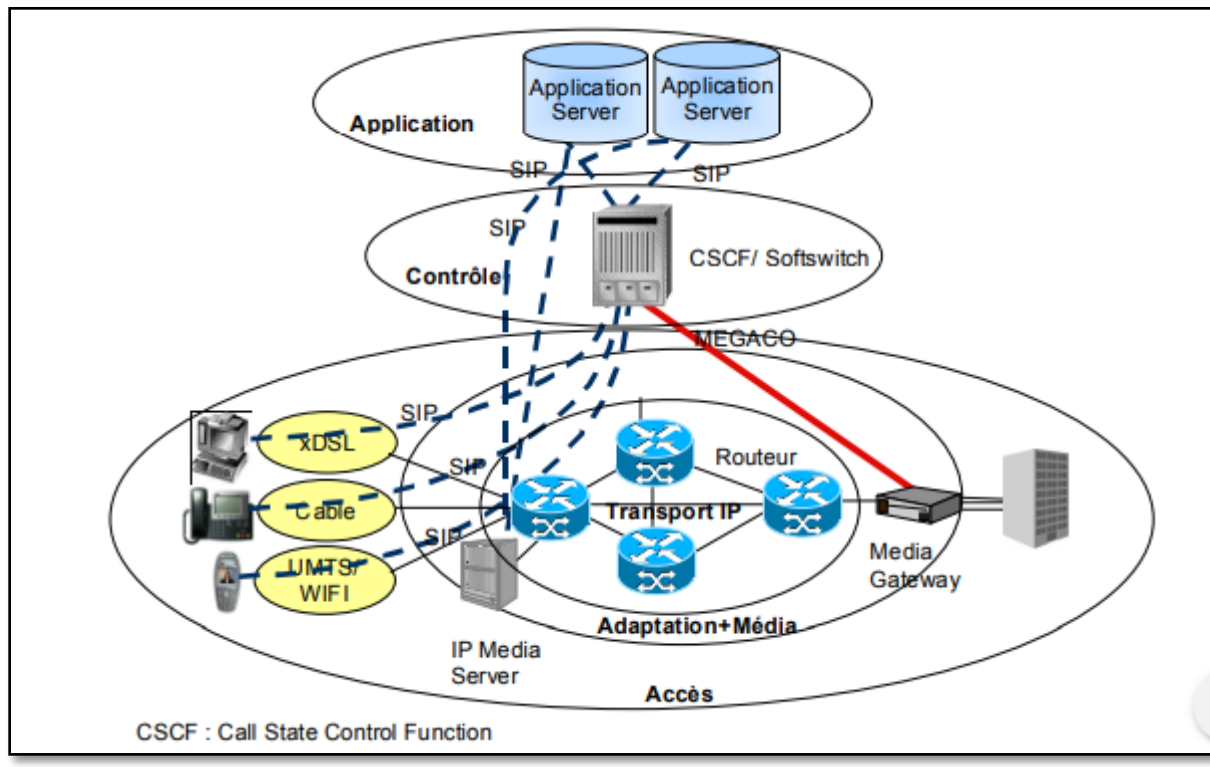 Application
Server
Application
Server
Application
SIP
SIP
SIP
CSCF/ Softswitch
Contrôle
MEGACO
SIP
xDSL
SIP
Routeur
Cable
Transport IP
SIP
UMTS/
WIFI
Media
Gateway
Adaptation+Média
IP Media
Server
Accès
CSCF : Call State Control Function